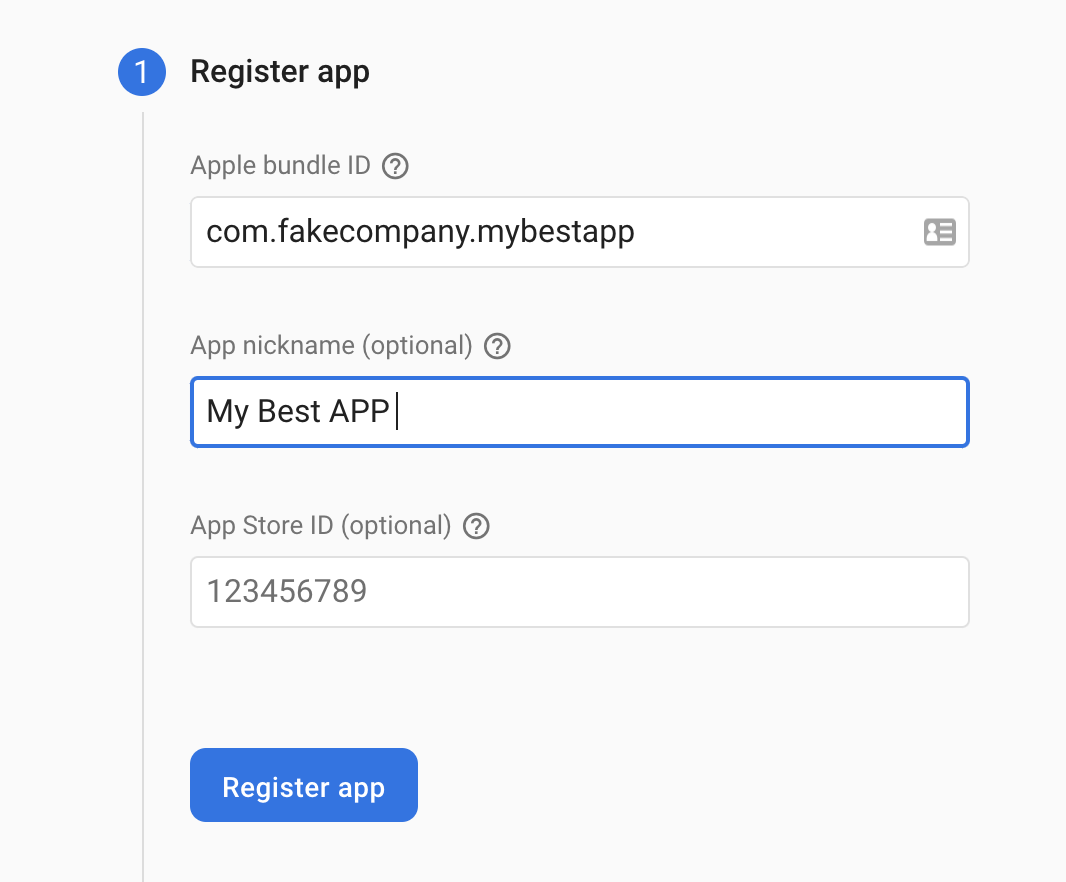 1 Register app
Apple bundle ID ?
com.fakecompany.mybestapp
App nickname (optional) ?
My Best APP
App Store ID (optional) ?
123456789
Register app